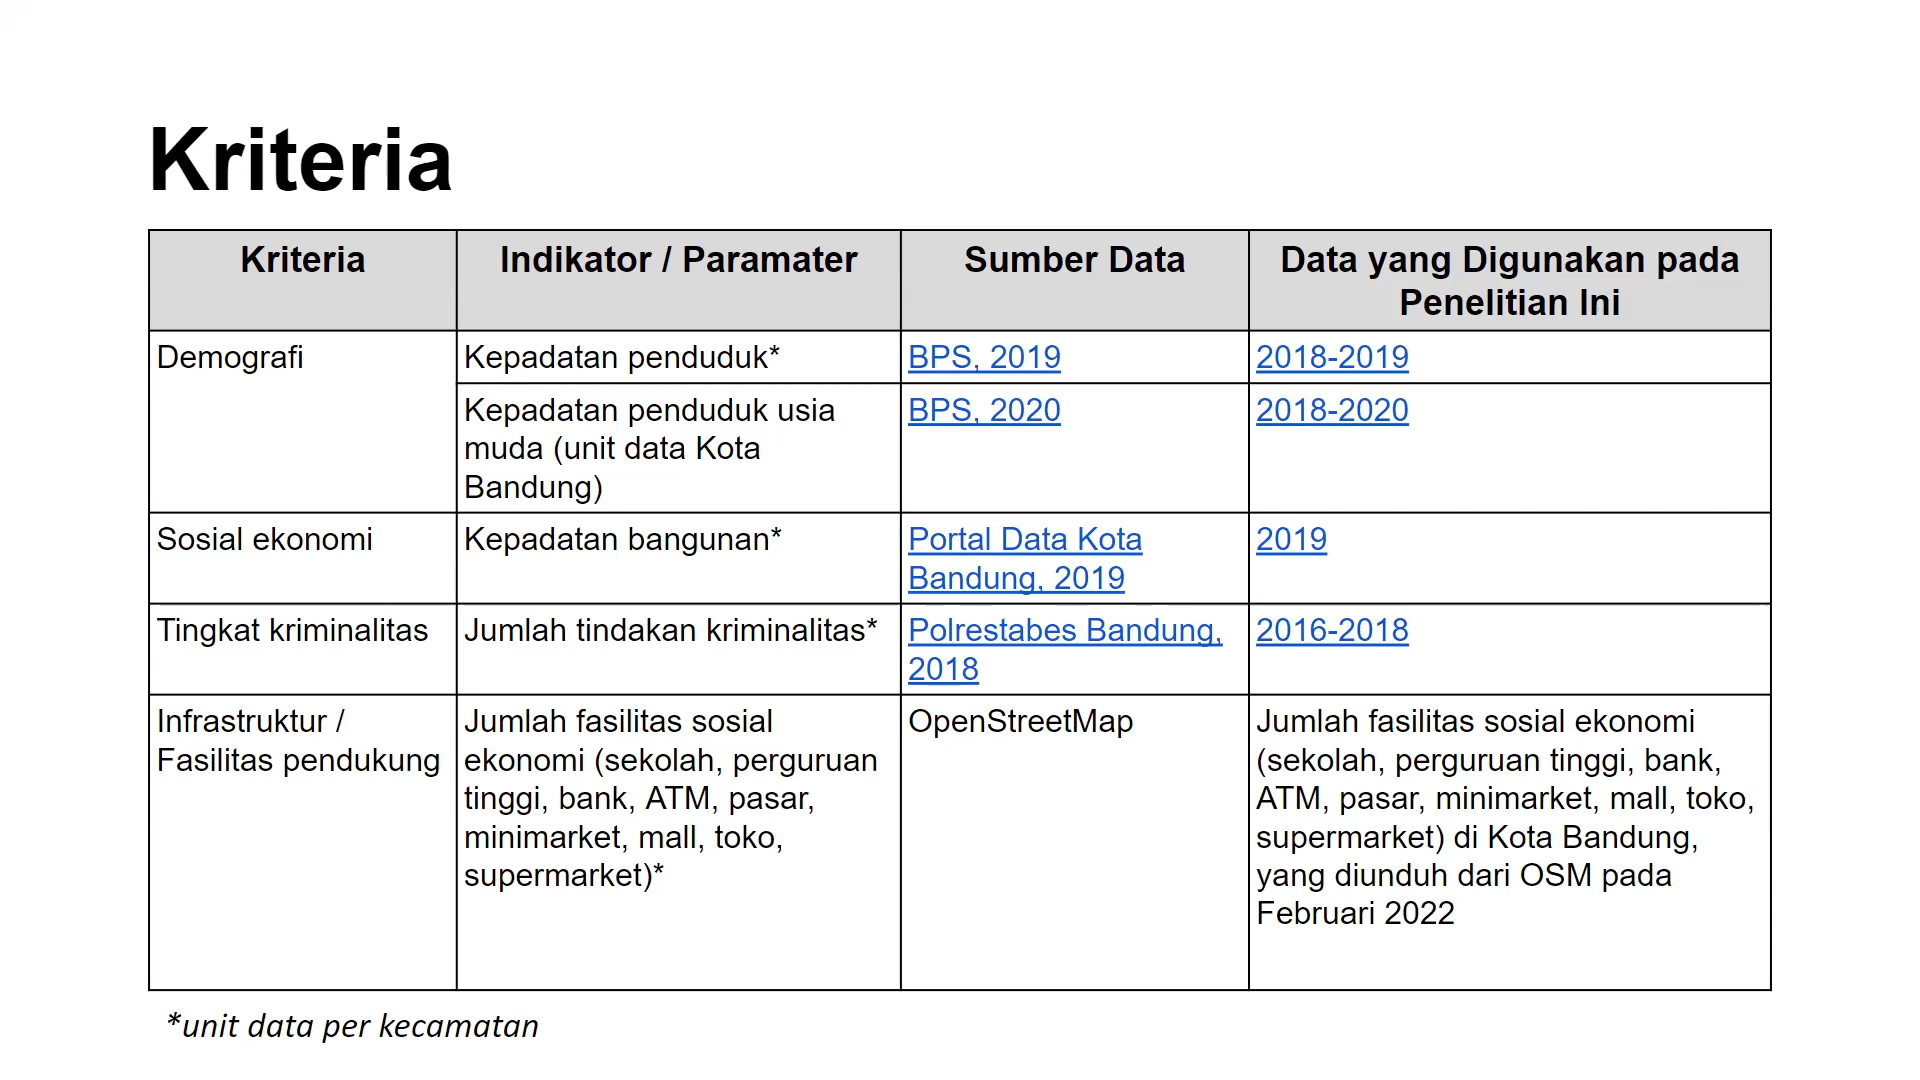 Kriteria
Kriteria
Indikator / Paramater
Sumber Data
Data yang Digunakan pada
Penelitian Ini
Demografi
Kepadatan penduduk*
BPS, 2019
2018-2019
Kepadatan penduduk usia
muda (unit data Kota
Bandung)
BPS, 2020
2018-2020
Sosial ekonomi
Kepadatan bangunan*
Portal Data Kota
Bandung, 2019
2019
Tingkat kriminalitas
Jumlah tindakan kriminalitas*
Polrestabes Bandung,
2018
2016-2018
Infrastruktur /
Fasilitas pendukung
Jumlah fasilitas sosial
ekonomi (sekolah, perguruan
tinggi, bank, ATM, pasar,
minimarket, mall, toko,
supermarket)*
OpenStreetMap
Jumlah fasilitas sosial ekonomi
(sekolah, perguruan tinggi, bank,
ATM, pasar, minimarket, mall, toko,
supermarket) di Kota Bandung,
yang diunduh dari OSM pada
Februari 2022
*unit data per kecamatan